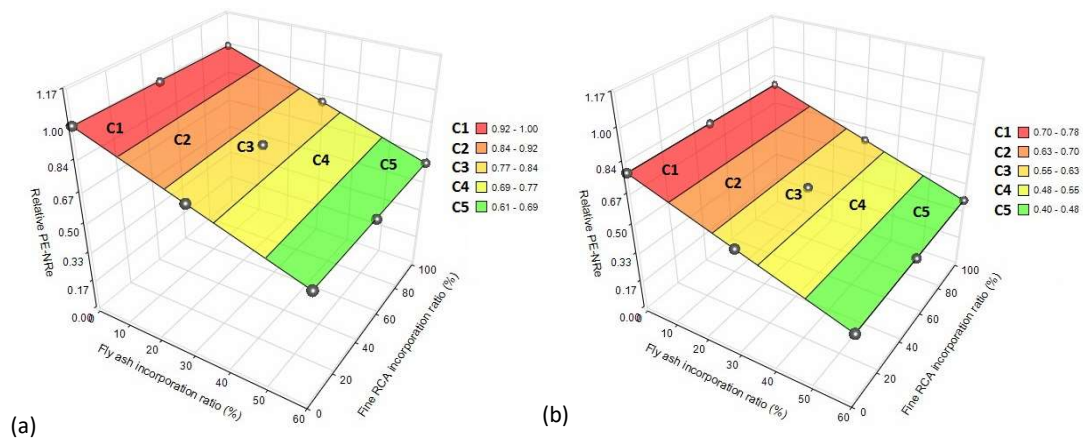 1.17
1.00
0.84
0.67
0.50
0.33
0.17
0.00
Relative PE-NRe
0
10
20
30
40
50
60
Fly ash incorporation ratio (%)
0
20
40
60
80
100
Fine RCA incorporation ratio (%)
C1
C2
C3
C4
C5
C1 0.92 - 1.00
C2 0.84 - 0.92
C3 0.77 - 0.84
C4 0.69 - 0.77
C5 0.61 - 0.69
(a)
1.17
1.00
0.84
0.67
0.50
0.33
0.17
0.00
Relative PE-NRe
0
10
20
30
40
50
60
Fly ash incorporation ratio (%)
0
20
40
60
80
100
Fine RCA incorporation ratio (%)
C1
C2
C3
C4
C5
C1 0.70 - 0.78
C2 0.63 - 0.70
C3 0.55 - 0.63
C4 0.48 - 0.55
C5 0.40 - 0.48
(b)